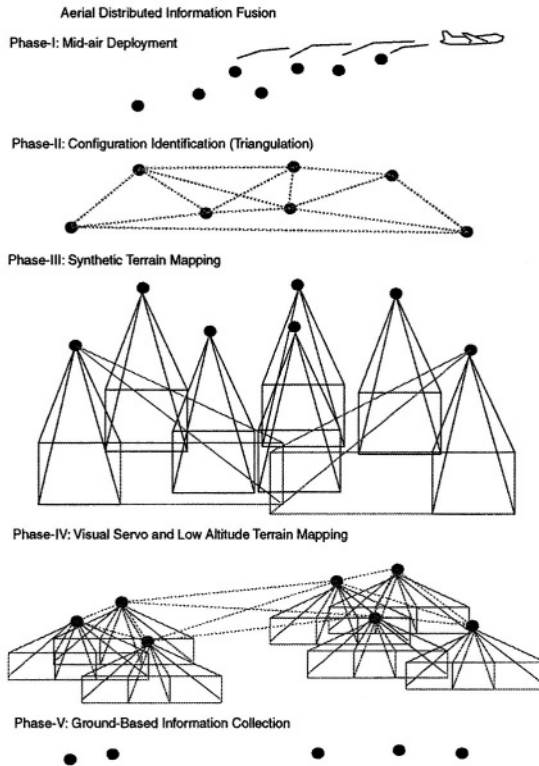 Aerial Distributed Information Fusion
Phase-I: Mid-air Deployment
Phase-II: Configuration Identification (Triangulation)
Phase-III: Synthetic Terrain Mapping
Phase-IV: Visual Servo and Low Altitude Terrain Mapping
Phase-V: Ground-Based Information Collection